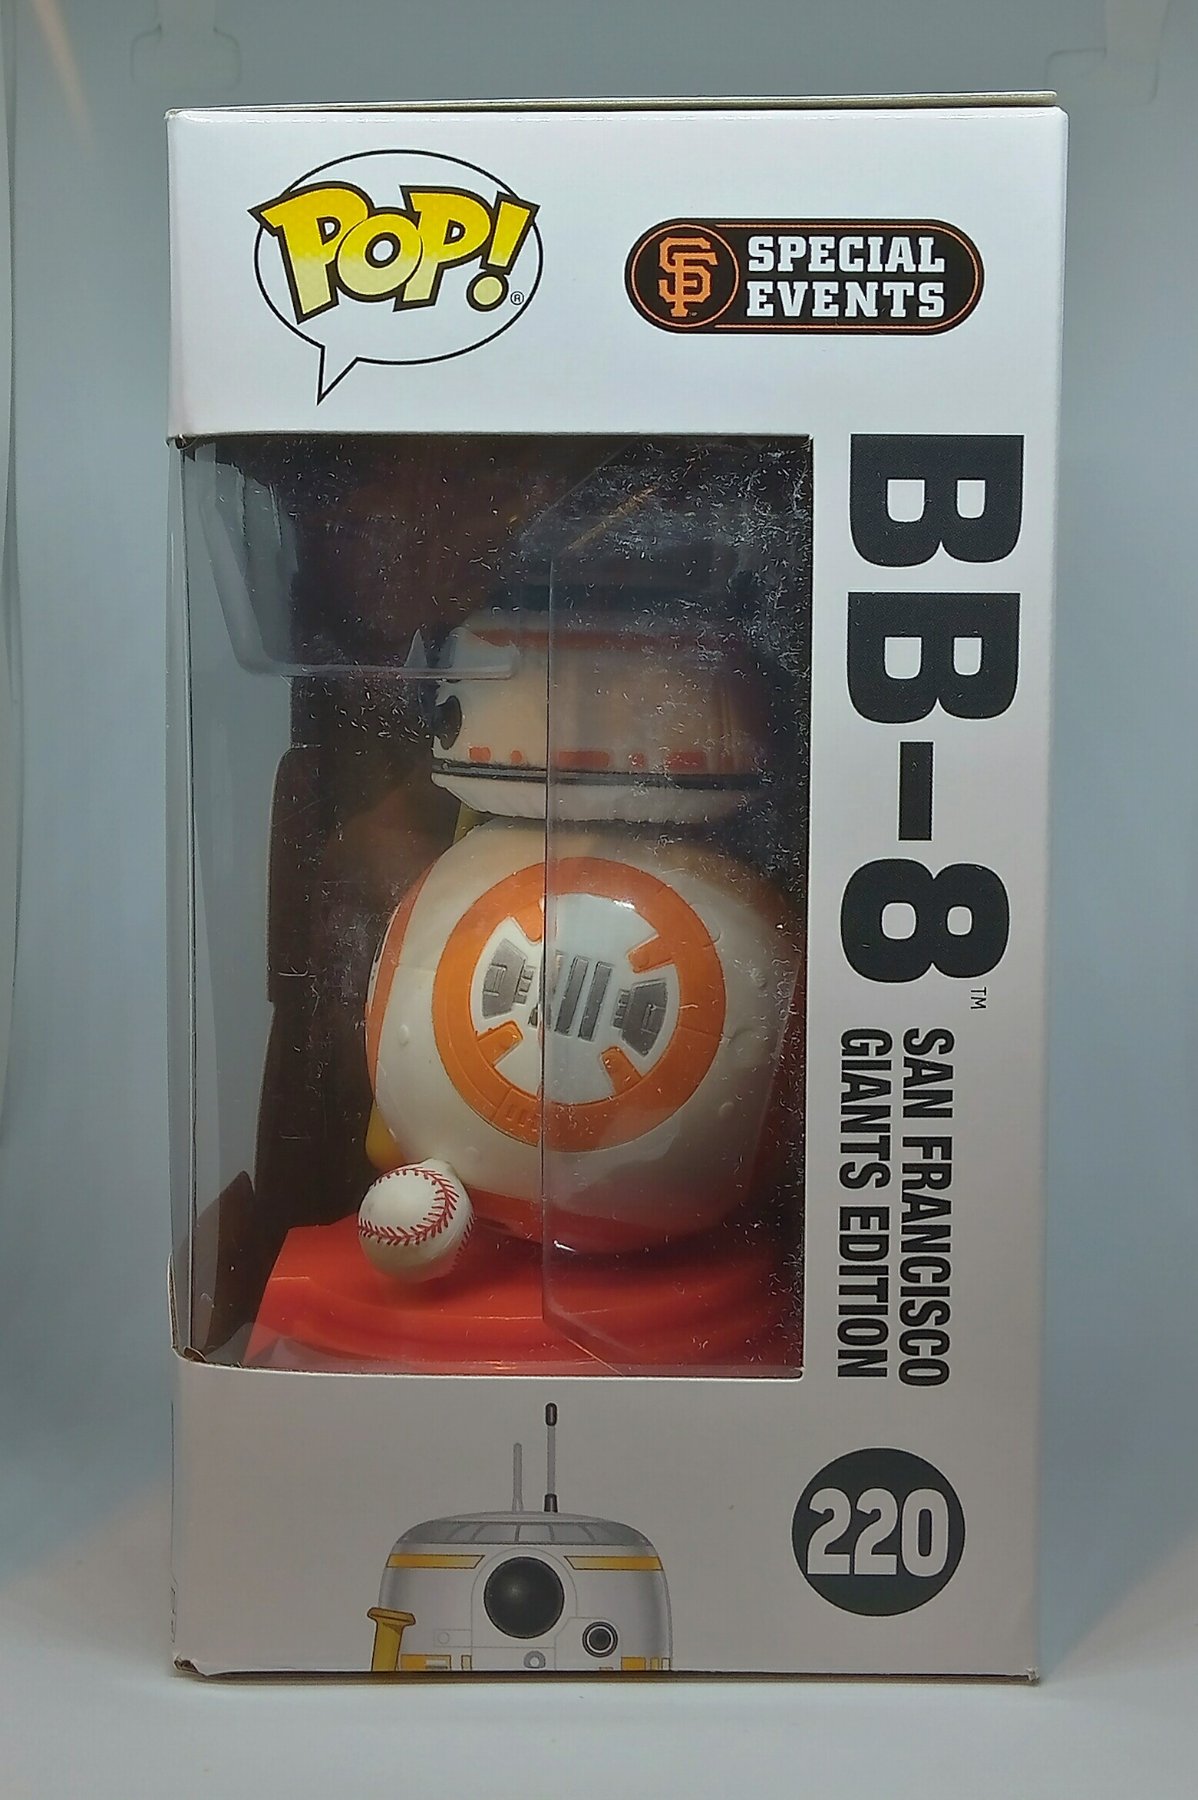 POP!®
SF SPECIAL
EVENTS
BB-8™
SAN FRANCISCO
GIANTS EDITION
220